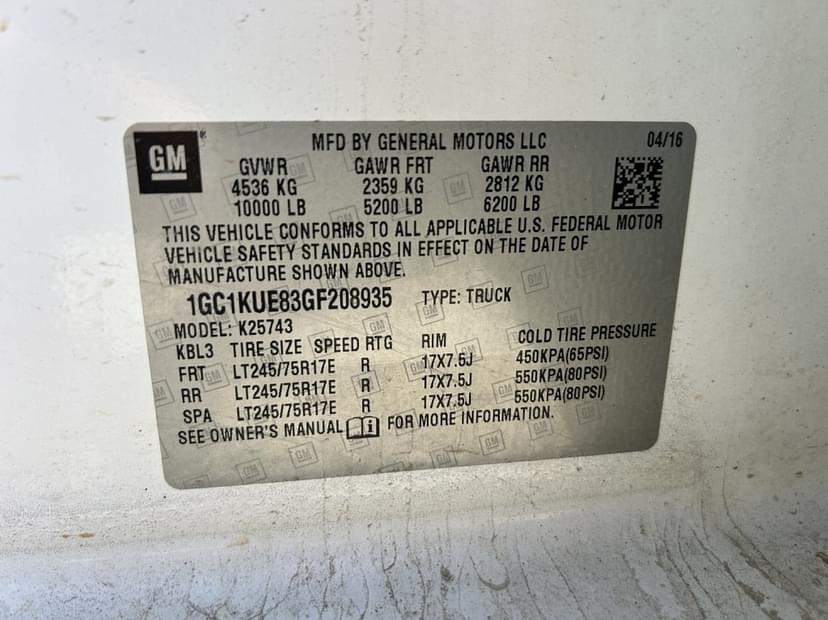 GM
MFD BY GENERAL MOTORS LLC 04/16
GVWR GAWR FRT GAWR RR
4536 KG 2359 KG 2812 KG
10000 LB 5200 LB 6200 LB
THIS VEHICLE CONFORMS TO ALL APPLICABLE U.S. FEDERAL MOTOR
VEHICLE SAFETY STANDARDS IN EFFECT ON THE DATE OF
MANUFACTURE SHOWN ABOVE.
1GC1KUE83GF208935 TYPE: TRUCK
MODEL: K25743
KBL3 TIRE SIZE SPEED RTG RIM COLD TIRE PRESSURE
FRT LT245/75R17E R 17X7.5J 450KPA(65PSI)
RR LT245/75R17E R 17X7.5J 550KPA(80PSI)
SPA LT245/75R17E R 17X7.5J 550KPA(80PSI)
SEE OWNER'S MANUAL FOR MORE INFORMATION.